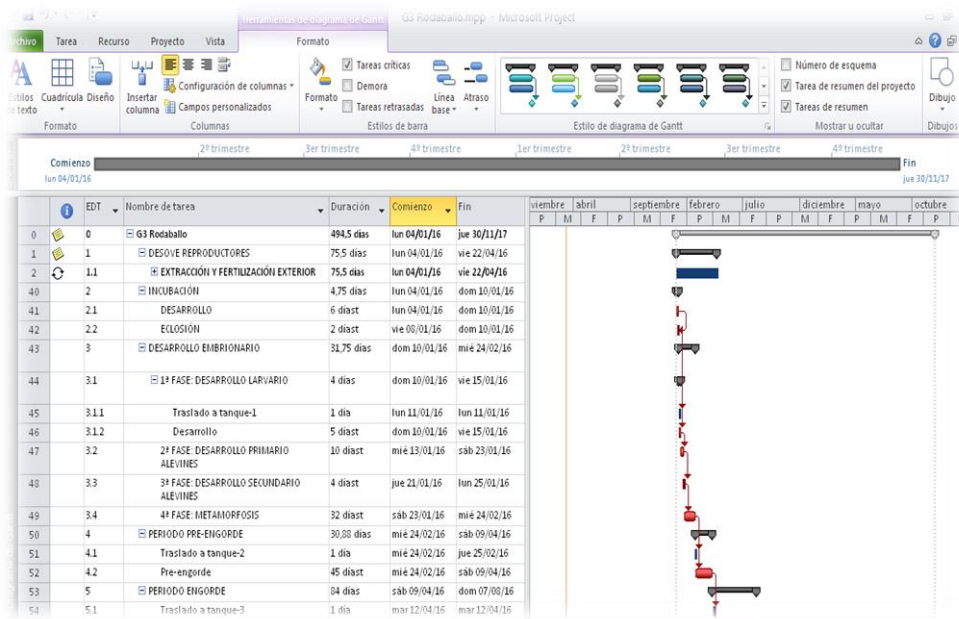 Herramientas de diagrama de Gantt G3 Rodaballo.mpp - Microsoft Project
Archivo Tarea Recurso Proyecto Vista Formato
Estilos de texto Cuadrícula Diseño Insertar columna Configuración de columnas Campos personalizados Formato Tareas críticas Demora Tareas retrasadas Línea base Atraso Número de esquema Tarea de resumen del proyecto Tareas de resumen Dibujo
Formato Columnas Estilos de barra Estilo de diagrama de Gantt Mostrar u ocultar Dibujos
2º trimestre 3er trimestre 4º trimestre 1er trimestre 2º trimestre 3er trimestre 4º trimestre
Comienzo Fin
lun 04/01/16 jue 30/11/17
EDT Nombre de tarea Duración Comienzo Fin viembre abril septiembre febrero julio diciembre mayo octubre
P M F P M F P M F P M F P M F P
0 0 G3 Rodaballo 494,5 días lun 04/01/16 jue 30/11/17
1 1 DESOVE REPRODUCTORES 75,5 días lun 04/01/16 vie 22/04/16
2 1.1 EXTRACCIÓN Y FERTILIZACIÓN EXTERIOR 75,5 días lun 04/01/16 vie 22/04/16
40 2 INCUBACIÓN 4,75 días lun 04/01/16 dom 10/01/16
41 2.1 DESARROLLO 6 díast lun 04/01/16 dom 10/01/16
42 2.2 ECLOSIÓN 2 díast vie 08/01/16 dom 10/01/16
43 3 DESARROLLO EMBRIONARIO 31,75 días dom 10/01/16 mié 24/02/16
44 3.1 1ª FASE: DESARROLLO LARVARIO 4 días dom 10/01/16 vie 15/01/16
45 3.1.1 Traslado a tanque-1 1 día lun 11/01/16 lun 11/01/16
46 3.1.2 Desarrollo 5 díast dom 10/01/16 vie 15/01/16
47 3.2 2ª FASE: DESARROLLO PRIMARIO ALEVINES 10 díast mié 13/01/16 sáb 23/01/16
48 3.3 3ª FASE: DESARROLLO SECUNDARIO ALEVINES 4 díast jue 21/01/16 lun 25/01/16
49 3.4 4ª FASE: METAMORFOSIS 32 díast sáb 23/01/16 mié 24/02/16
50 4 PERIODO PRE-ENGORDE 30,88 días mié 24/02/16 sáb 09/04/16
51 4.1 Traslado a tanque-2 1 día mié 24/02/16 jue 25/02/16
52 4.2 Pre-engorde 45 díast mié 24/02/16 sáb 09/04/16
53 5 PERIODO ENGORDE 84 días sáb 09/04/16 dom 07/08/16
54 5.1 Traslado a tanque-3 1 día mar 12/04/16 mar 12/04/16